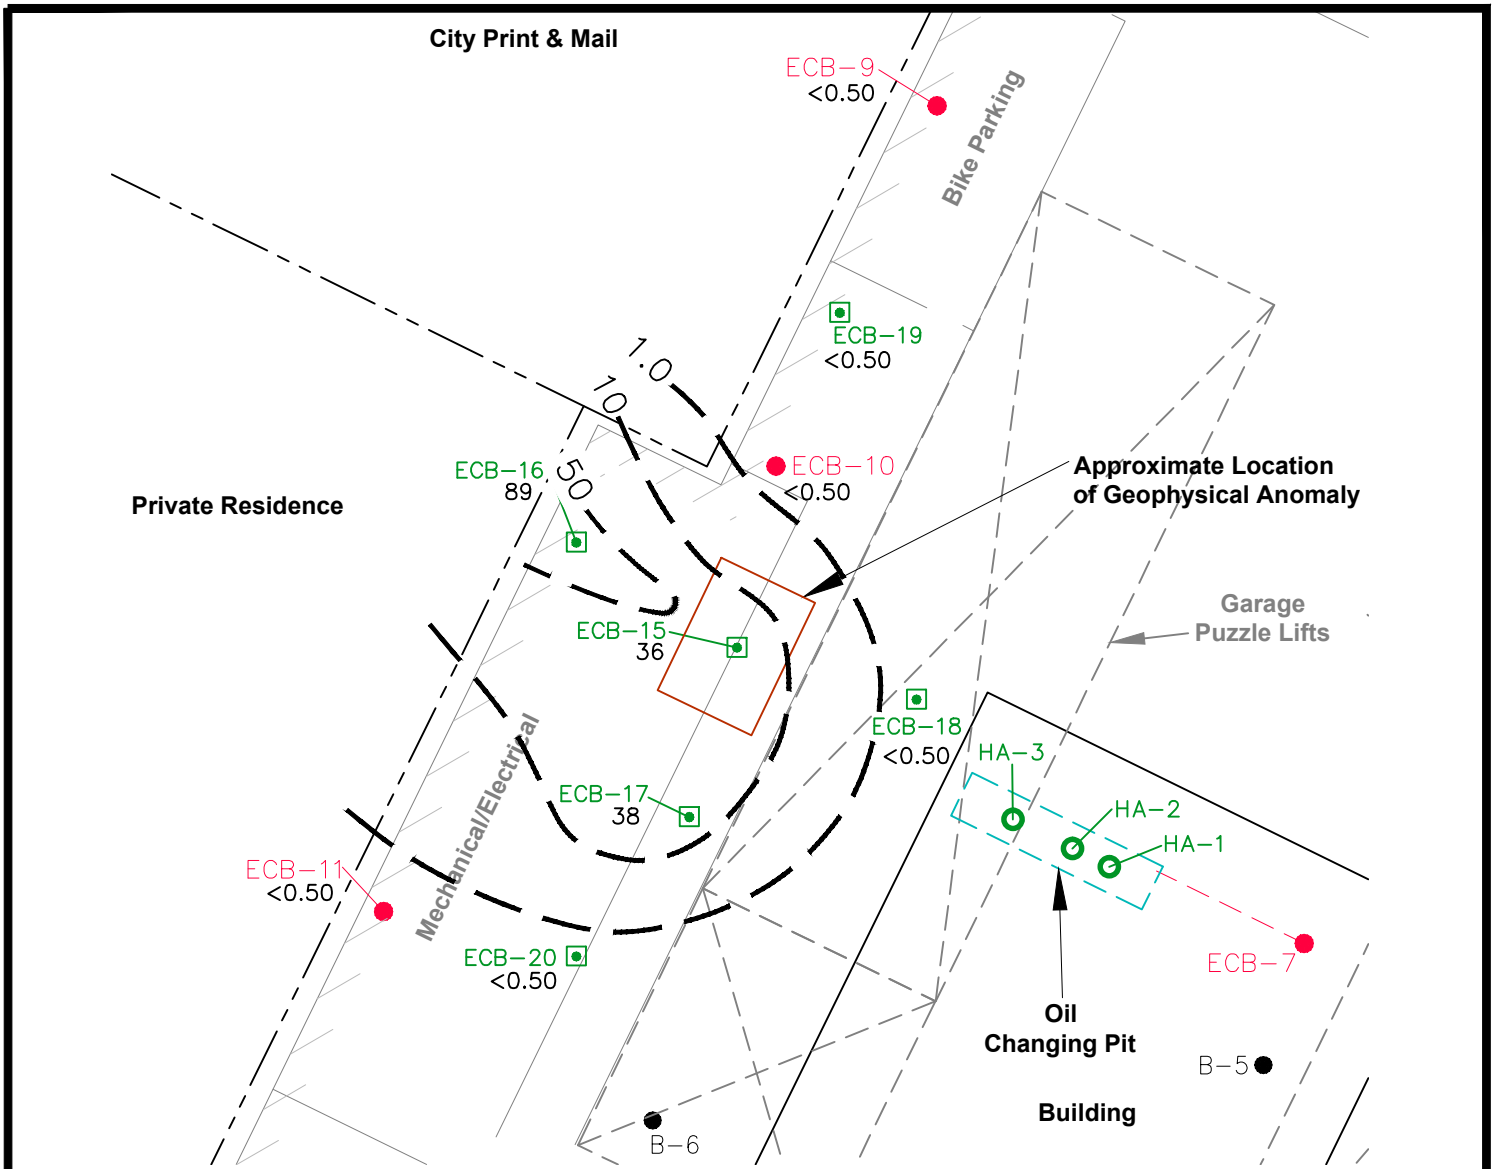 City Print & Mail
ECB-9
<0.50
Bike Parking
ECB-19
<0.50
1.0
10
50
ECB-16
89
ECB-10
<0.50
Approximate Location
of Geophysical Anomaly
Private Residence
Garage
Puzzle Lifts
ECB-15
36
ECB-18
<0.50
HA-3
HA-2
HA-1
Mechanical/Electrical
ECB-17
38
ECB-11
<0.50
ECB-20
<0.50
ECB-7
Oil
Changing Pit
B-5
Building
B-6